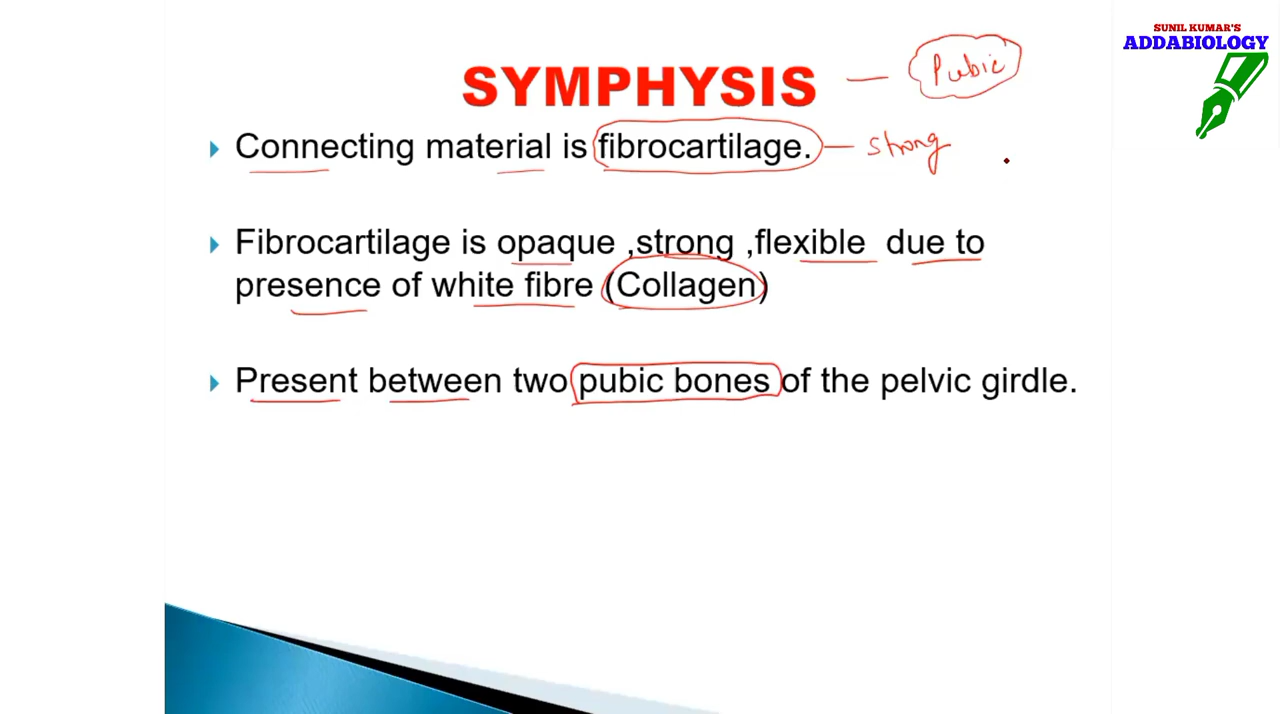 SUNIL KUMAR'S
ADDABIOLOGY
SYMPHYSIS — Pubic
Connecting material is fibrocartilage. — strong
Fibrocartilage is opaque ,strong ,flexible due to
presence of white fibre (Collagen)
Present between two pubic bones of the pelvic girdle.